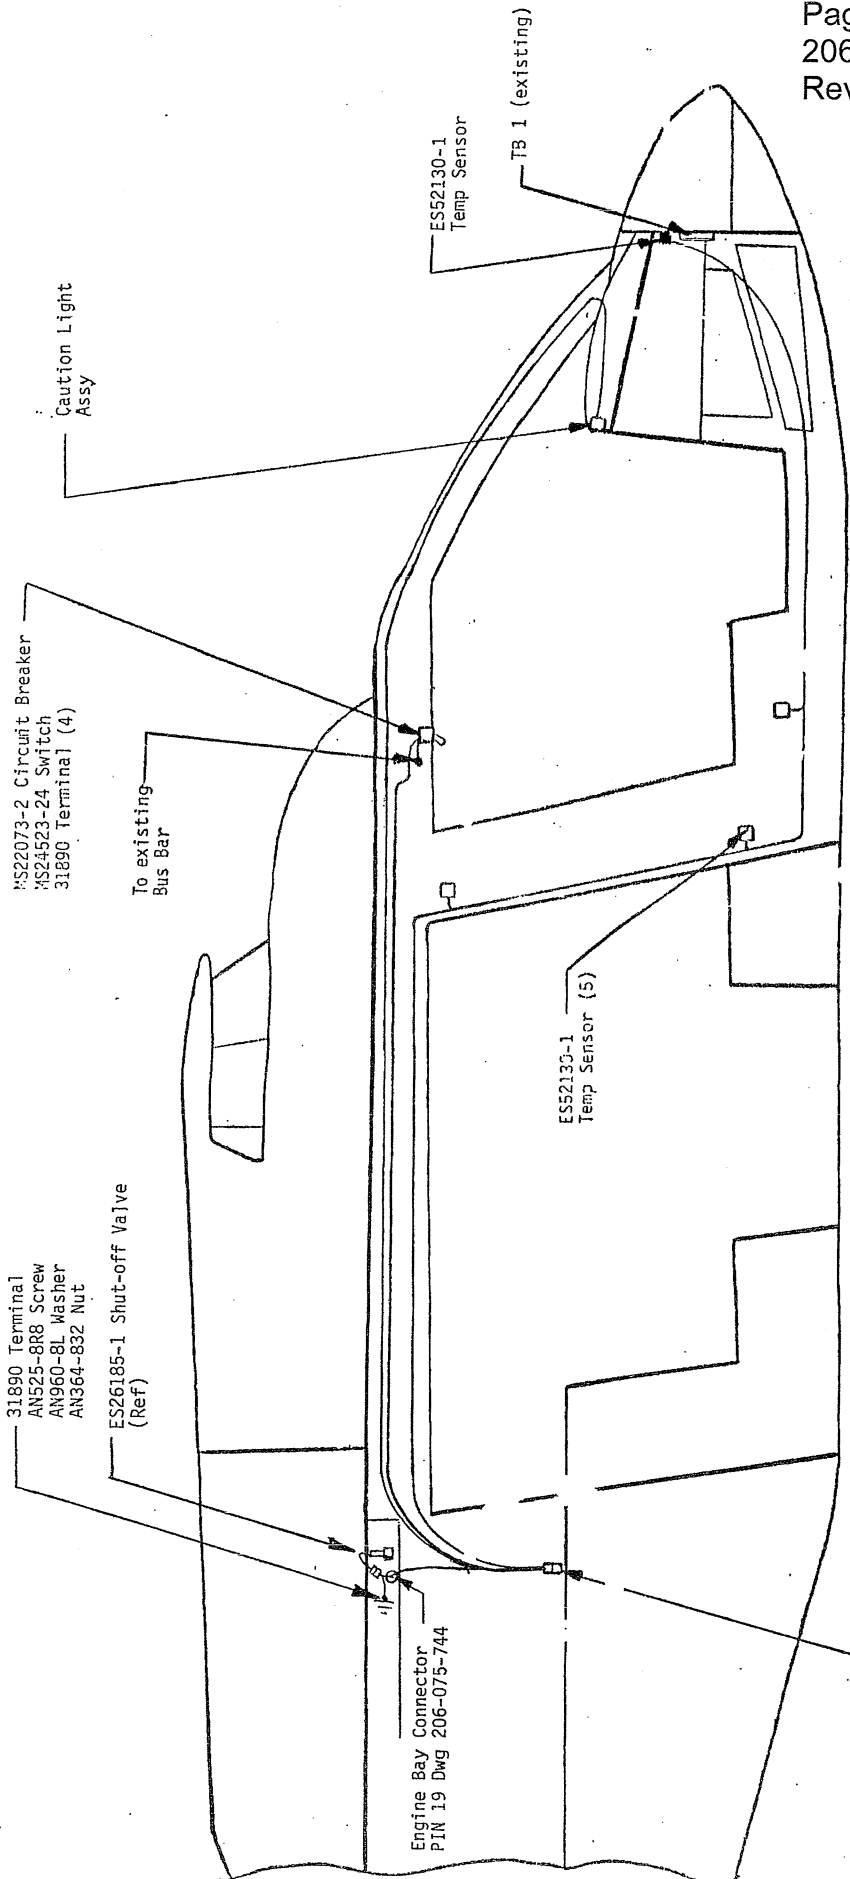 Pag
206
Rev
31890 Terminal
AN525-8R8 Screw
AN960-8L Washer
AN364-832 Nut
ES26185-1 Shut-off Valve
(Ref)
MS22073-2 Circuit Breaker
MS24523-24 Switch
31890 Terminal (4)
To existing
Bus Bar
Caution Light
Assy
ES52130-1
Temp Sensor
TB 1 (existing)
ES52130-1
Temp Sensor (5)
Engine Bay Connector
PIN 19 Dwg 206-075-744